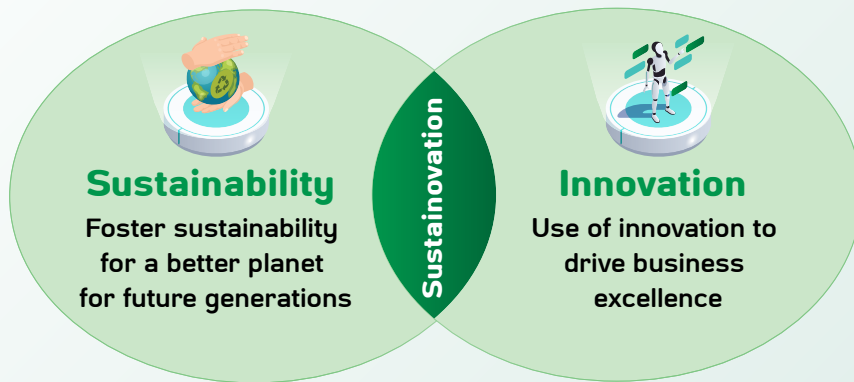 Sustainability
Foster sustainability
for a better planet
for future generations
Sustainovation
Innovation
Use of innovation to
drive business
excellence